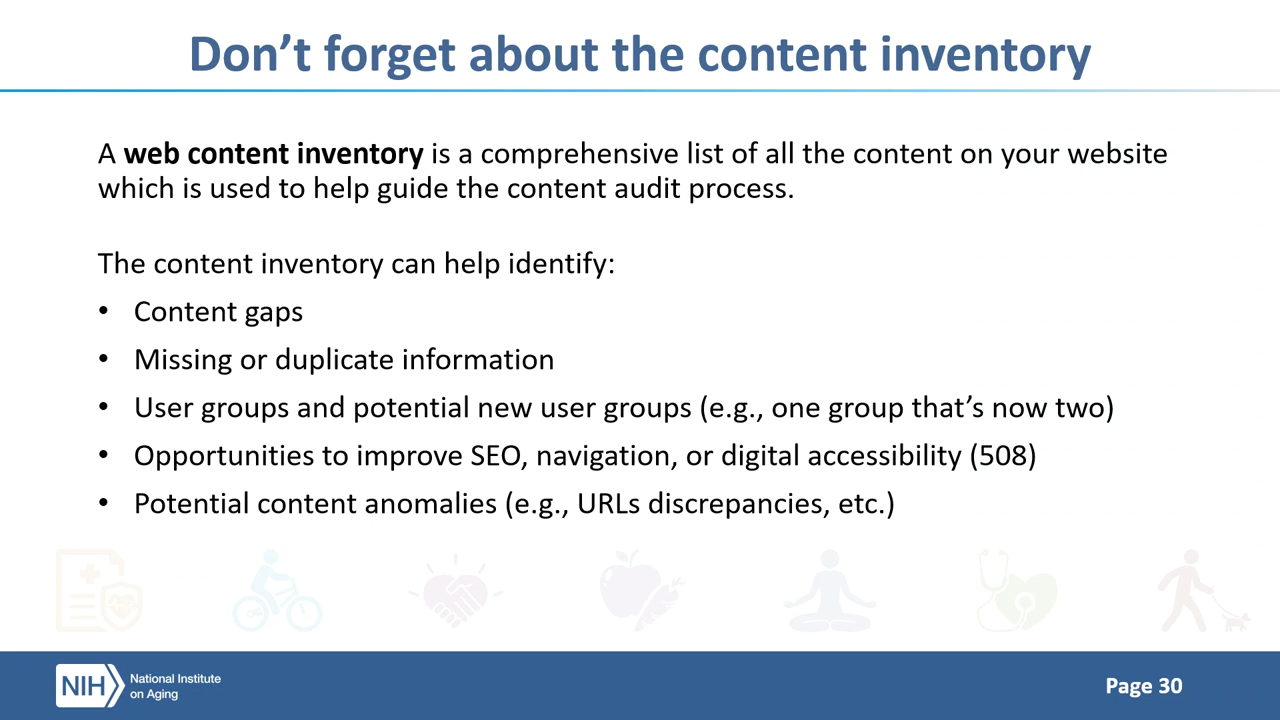 Don’t forget about the content inventory
A web content inventory is a comprehensive list of all the content on your website
which is used to help guide the content audit process.
The content inventory can help identify:
• Content gaps
• Missing or duplicate information
• User groups and potential new user groups (e.g., one group that’s now two)
• Opportunities to improve SEO, navigation, or digital accessibility (508)
• Potential content anomalies (e.g., URLs discrepancies, etc.)
NIH
National Institute
on Aging
Page 30